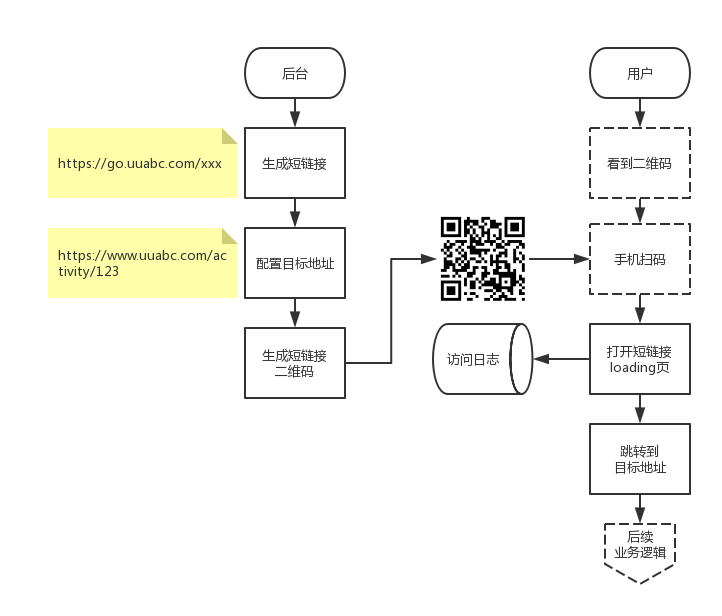 后台
https://go.uuabc.com/xxx
生成短链接
https://www.uuabc.com/ac
tivity/123
配置目标地址
生成短链接
二维码
用户
看到二维码
手机扫码
打开短链接
loading页
访问日志
跳转到
目标地址
后续
业务逻辑